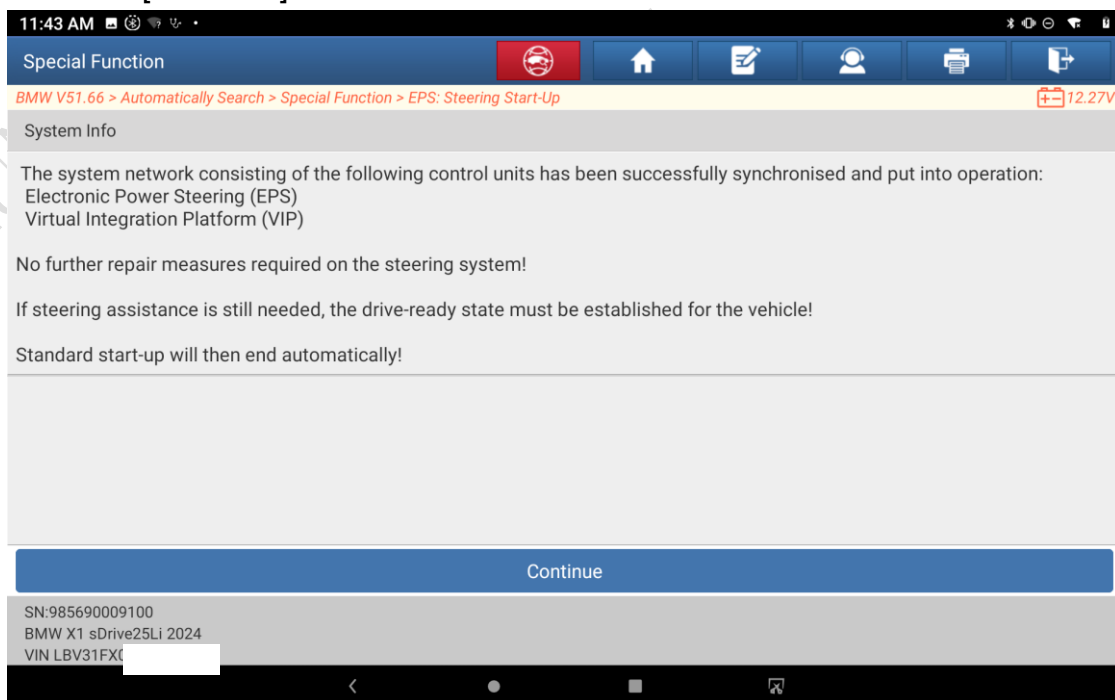 11:43 AM
Special Function
BMW V51.66 > Automatically Search > Special Function > EPS: Steering Start-Up
12.27V
System Info
The system network consisting of the following control units has been successfully synchronised and put into operation:
Electronic Power Steering (EPS)
Virtual Integration Platform (VIP)
No further repair measures required on the steering system!
If steering assistance is still needed, the drive-ready state must be established for the vehicle!
Standard start-up will then end automatically!
Continue
SN:985690009100
BMW X1 sDrive25Li 2024
VIN LBV31FX